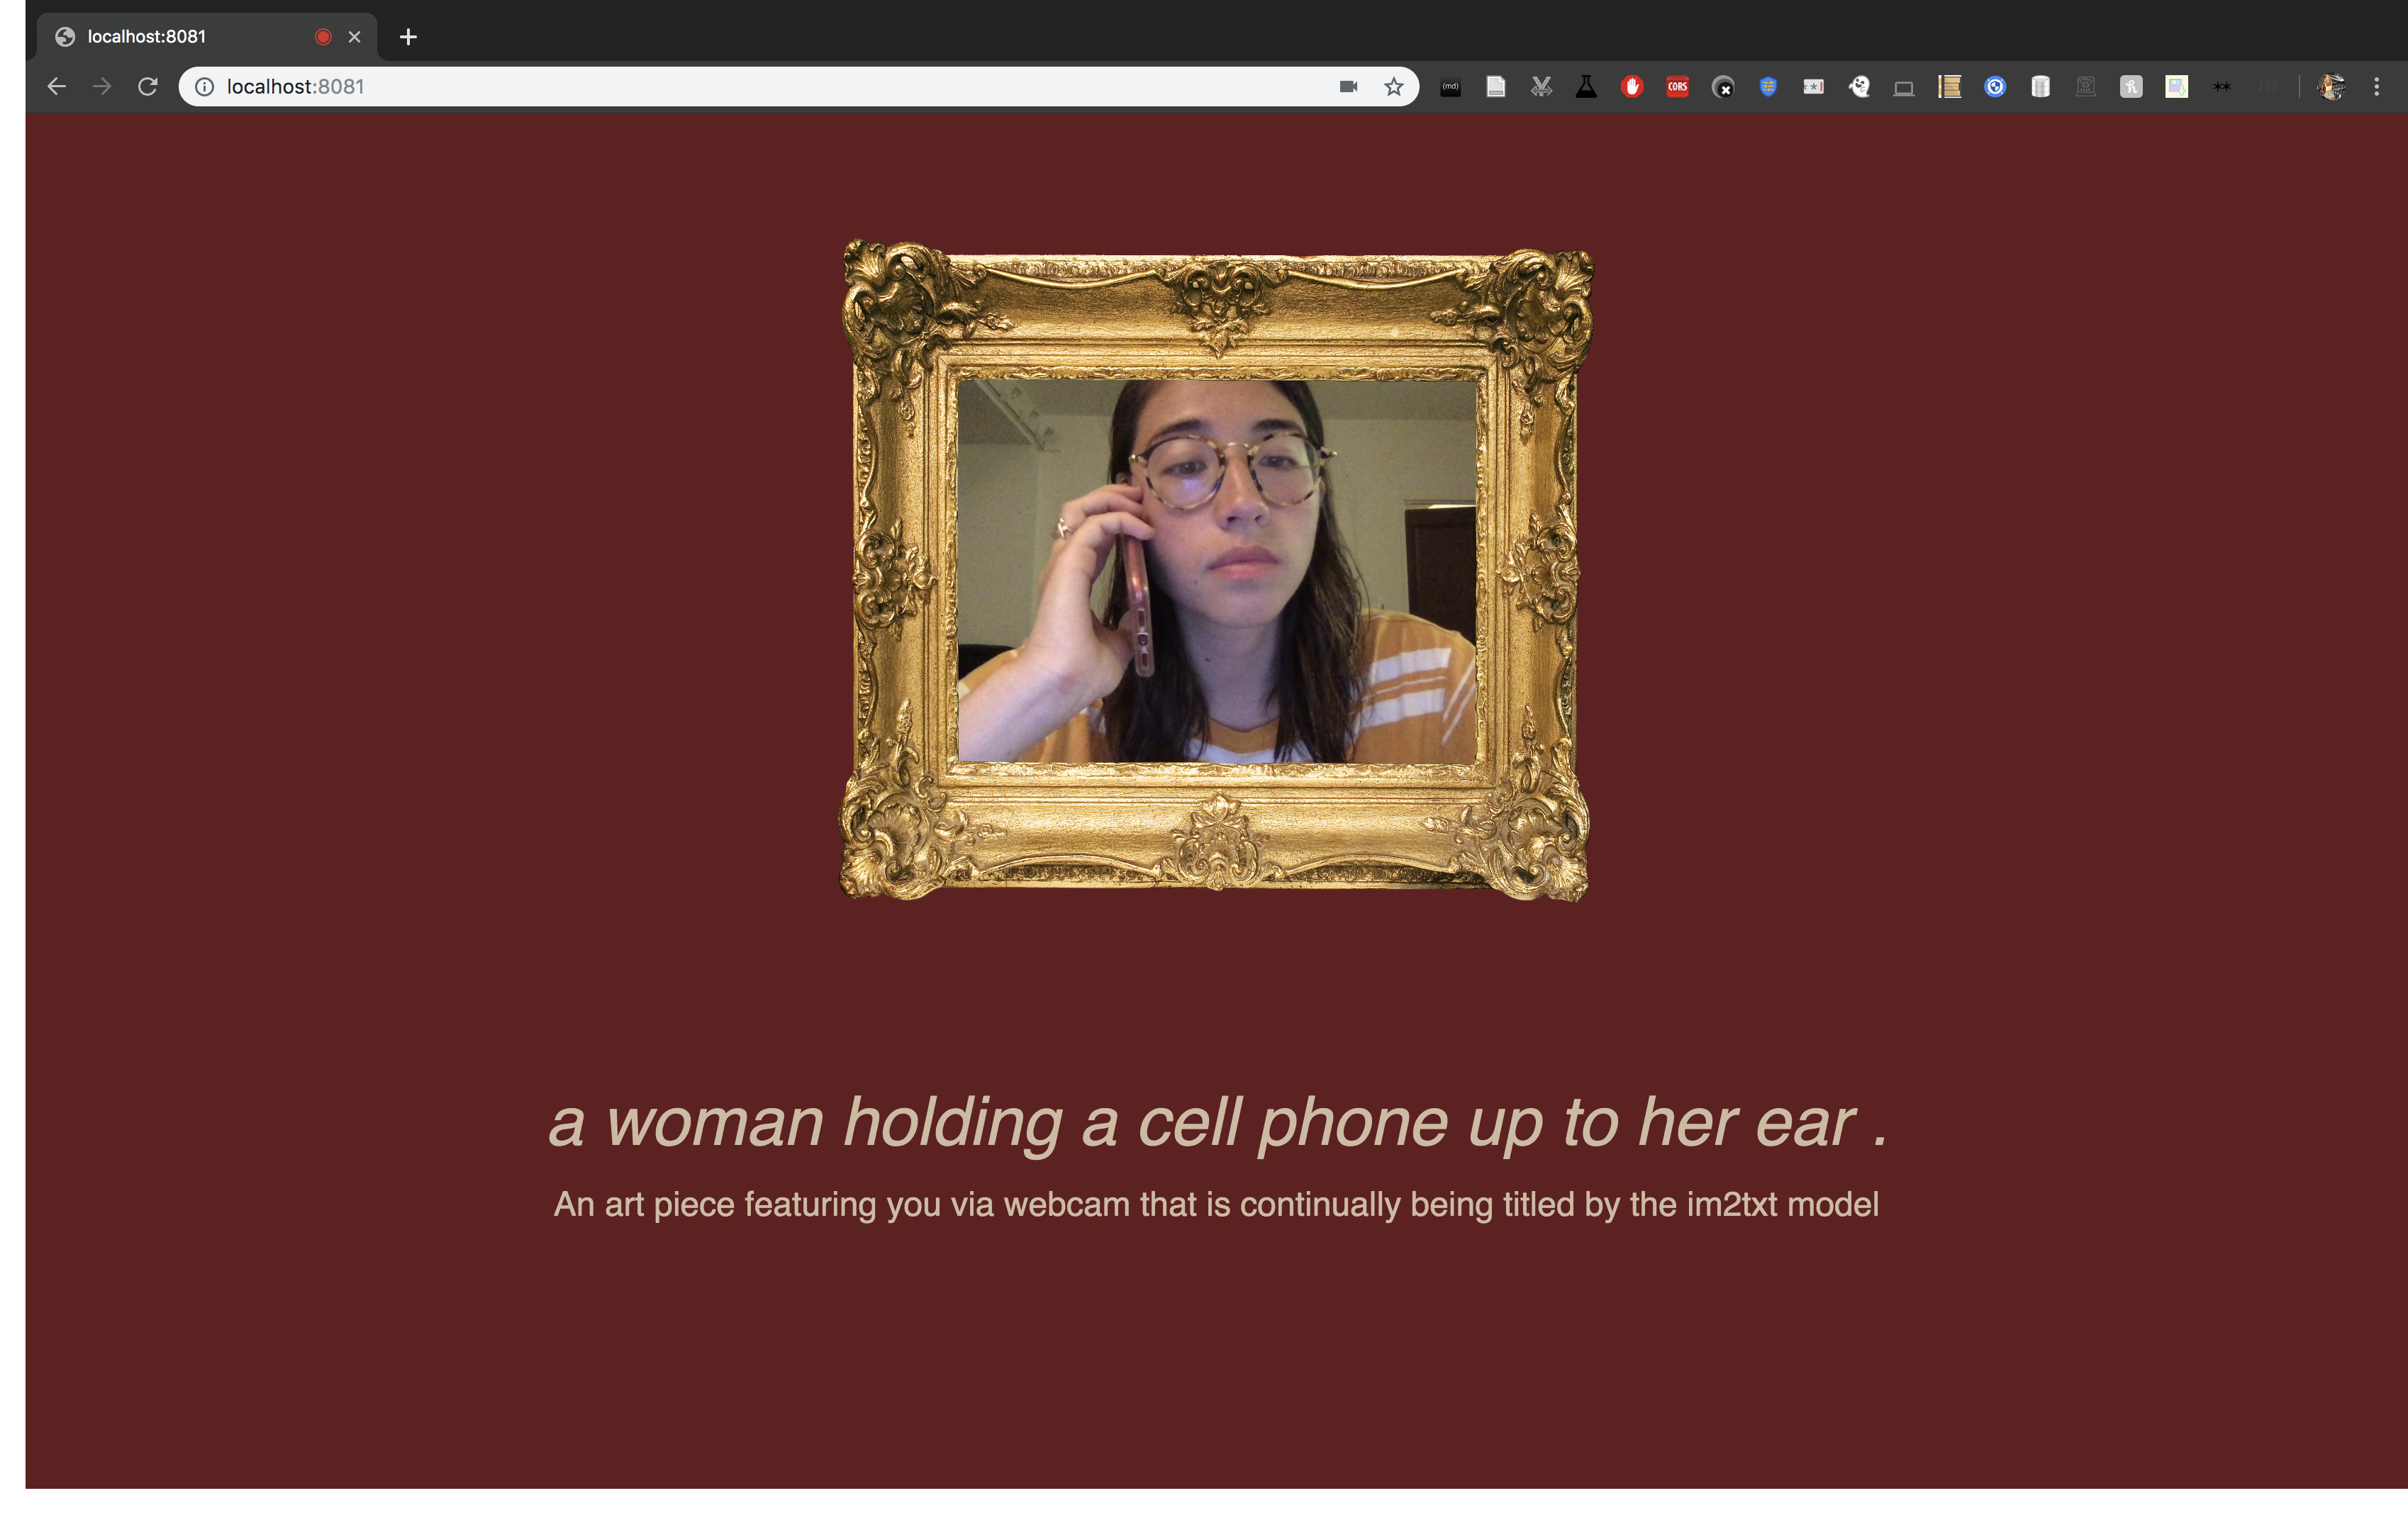 localhost:8081
localhost:8081
(md)
CORS
a woman holding a cell phone up to her ear .
An art piece featuring you via webcam that is continually being titled by the im2txt model